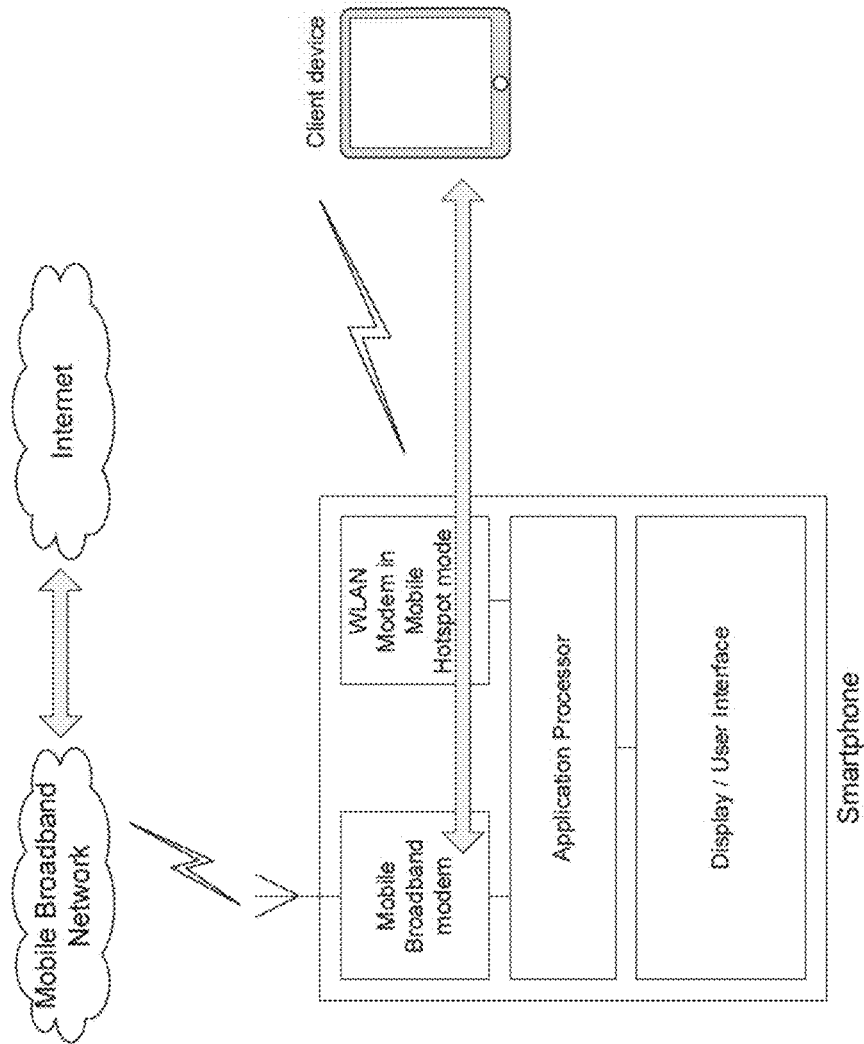 Mobile Broadband
Network
Internet
Client device
Mobile
Broadband
modem
WLAN
Modem in
Mobile
Hotspot mode
Application Processor
Display / User Interface
Smartphone